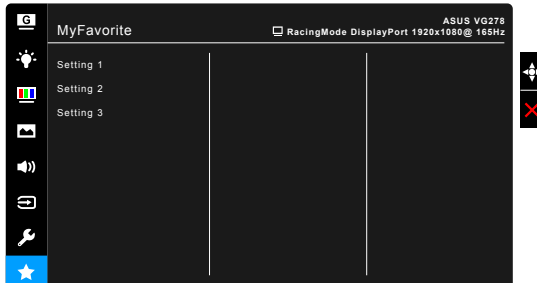 G
MyFavorite
ASUS VG278
RacingMode DisplayPort 1920x1080@ 165Hz
Setting 1
Setting 2
Setting 3